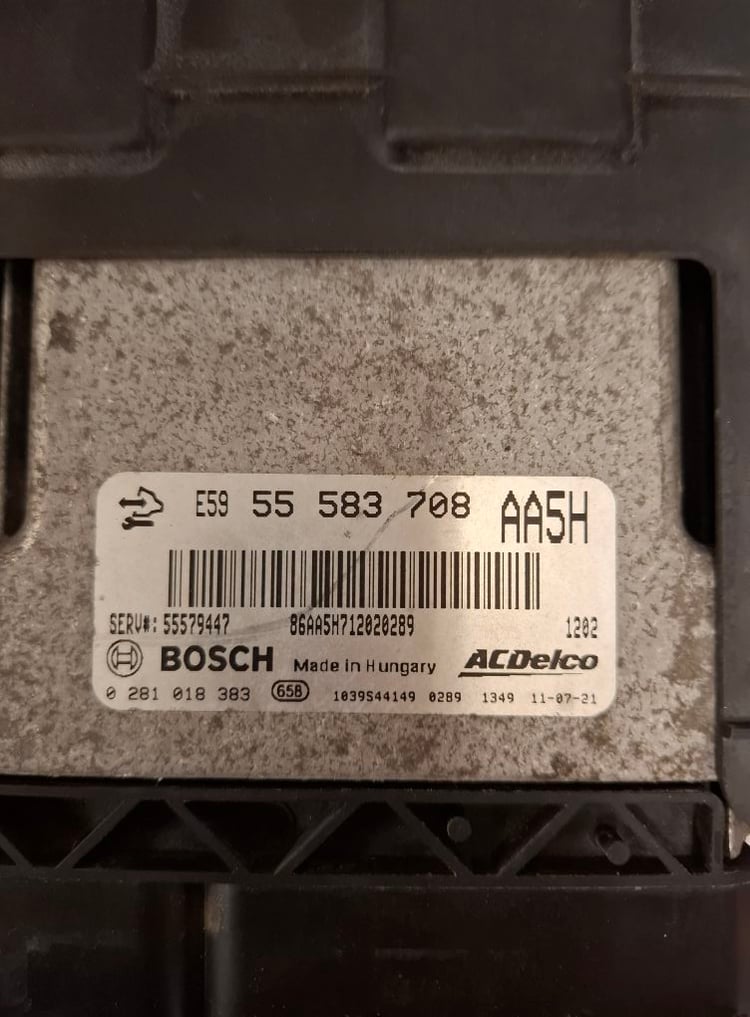 E59 55 583 708 AA5H
SERV#: 55579447 86AA5H712020289 1202
BOSCH Made in Hungary ACDelco
0 281 018 383 658 1039S44149 0289 1349 11-07-21